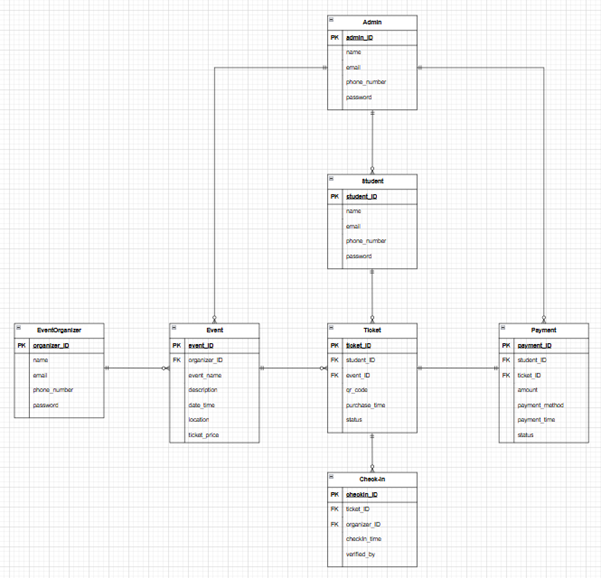 Admin
PK admin_ID
name
email
phone_number
password
Student
PK student_ID
name
email
phone_number
password
EventOrganizer
PK organizer_ID
name
email
phone_number
password
Event
PK event_ID
FK organizer_ID
event_name
description
date_time
location
ticket_price
Ticket
PK ticket_ID
FK student_ID
FK event_ID
qr_code
purchase_time
status
Payment
PK payment_ID
FK student_ID
FK ticket_ID
amount
payment_method
payment_time
status
Check-in
PK checkin_ID
FK ticket_ID
FK organizer_ID
checkin_time
verified_by